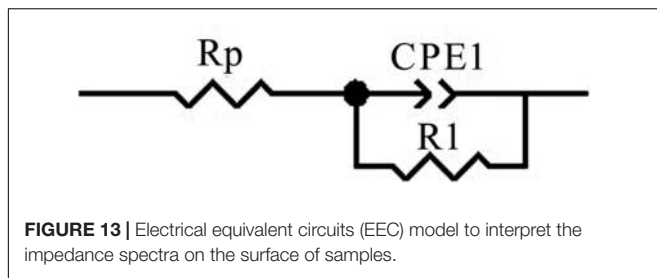 Rp
CPE1
R1
FIGURE 13 | Electrical equivalent circuits (EEC) model to interpret the
impedance spectra on the surface of samples.